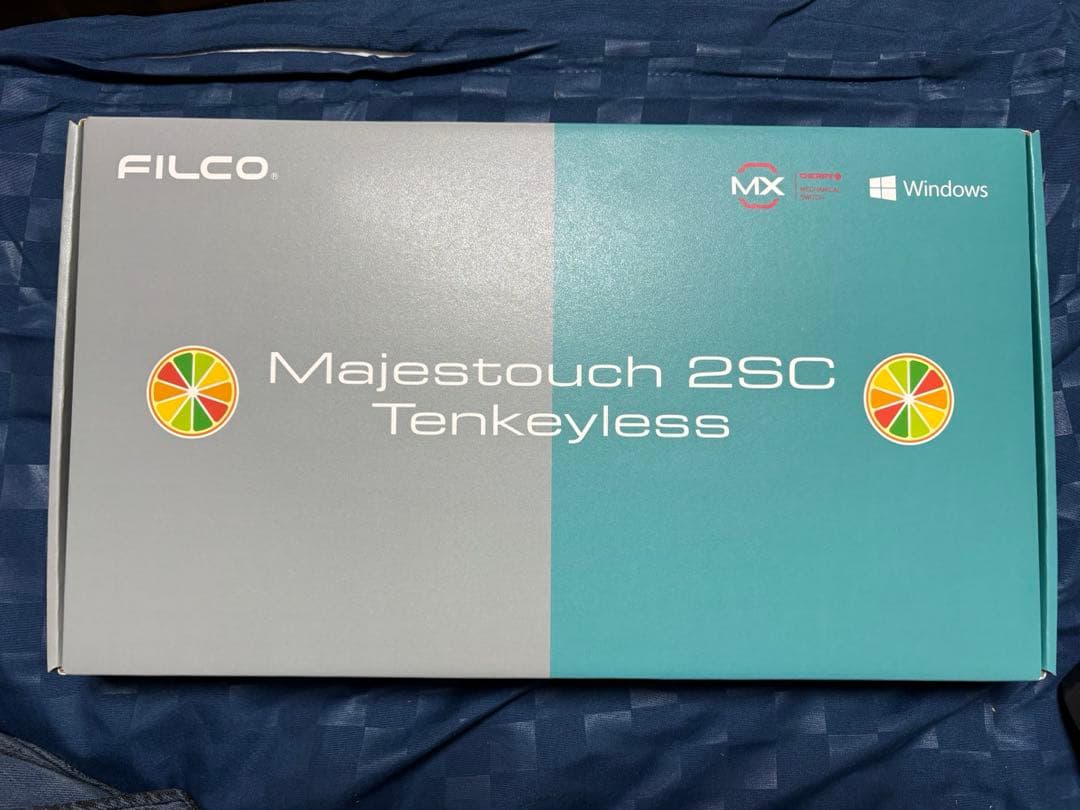 FILCO®
MX
CHERRY
MECHANICAL
SWITCH
Windows
Majestouch 2SC
Tenkeyless